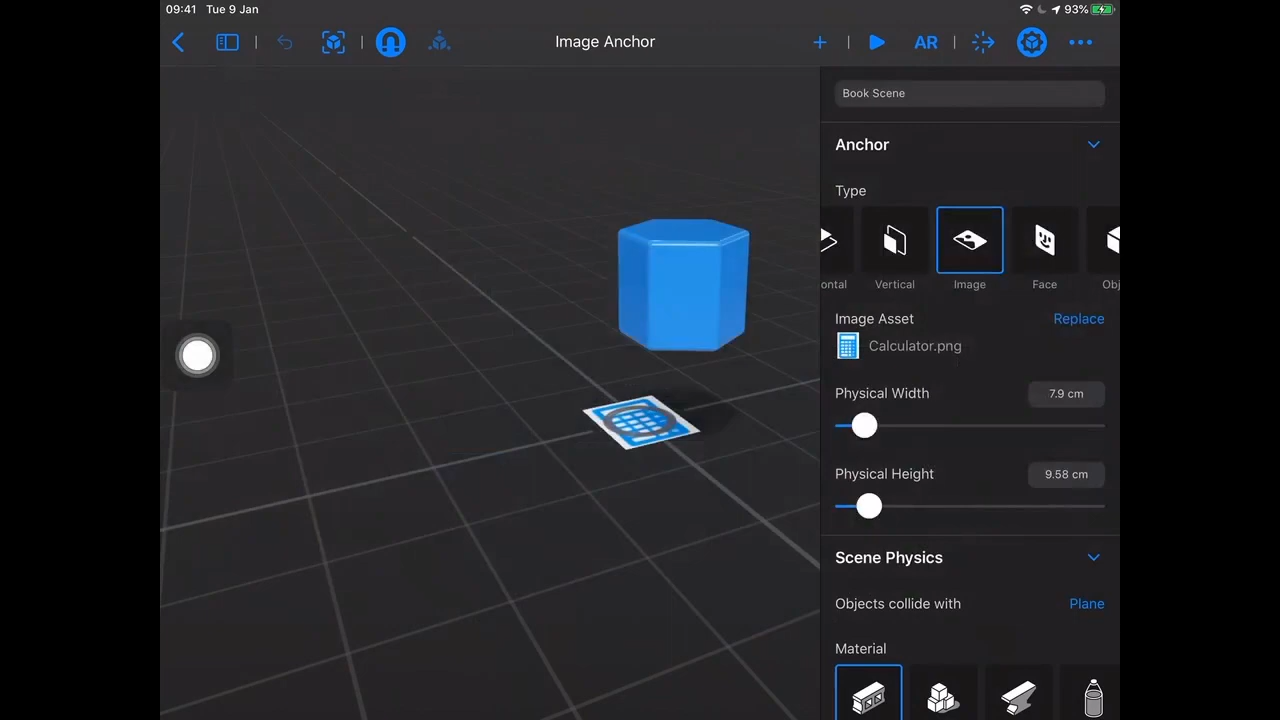 09:41 Tue 9 Jan 93%
Image Anchor AR
Book Scene
Anchor
Type
ontal Vertical Image Face Obj
Image Asset Replace
Calculator.png
Physical Width 7.9 cm
Physical Height 9.58 cm
Scene Physics
Objects collide with Plane
Material